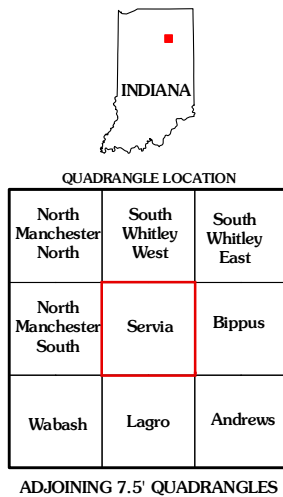 INDIANA
QUADRANGLE LOCATION
North
Manchester
North
South
Whitley
West
South
Whitley
East
North
Manchester
South
Servia
Bippus
Wabash
Lagro
Andrews
ADJOINING 7.5' QUADRANGLES